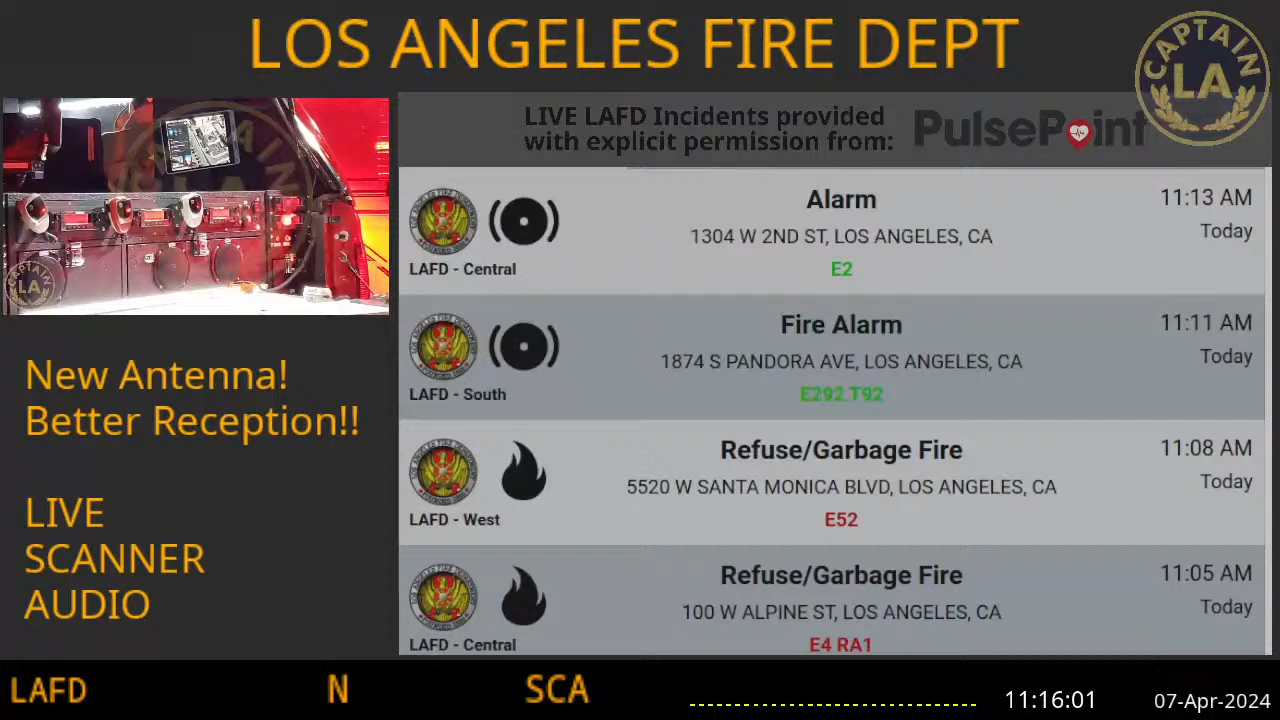 LOS ANGELES FIRE DEPT
CAPTAIN
LA
LIVE LAFD Incidents provided
with explicit permission from:
PulsePoint
LA
CAPTAIN
LA
Alarm
11:13 AM
1304 W 2ND ST, LOS ANGELES, CA
Today
LAFD - Central
E2
Fire Alarm
11:11 AM
1874 S PANDORA AVE, LOS ANGELES, CA
Today
LAFD - South
E292 T92
Refuse/Garbage Fire
11:08 AM
5520 W SANTA MONICA BLVD, LOS ANGELES, CA
Today
LAFD - West
E52
Refuse/Garbage Fire
11:05 AM
100 W ALPINE ST, LOS ANGELES, CA
Today
LAFD - Central
E4 RA1
New Antenna!
Better Reception!!
LIVE
SCANNER
AUDIO
LAFD N SCA
11:16:01 07-Apr-2024